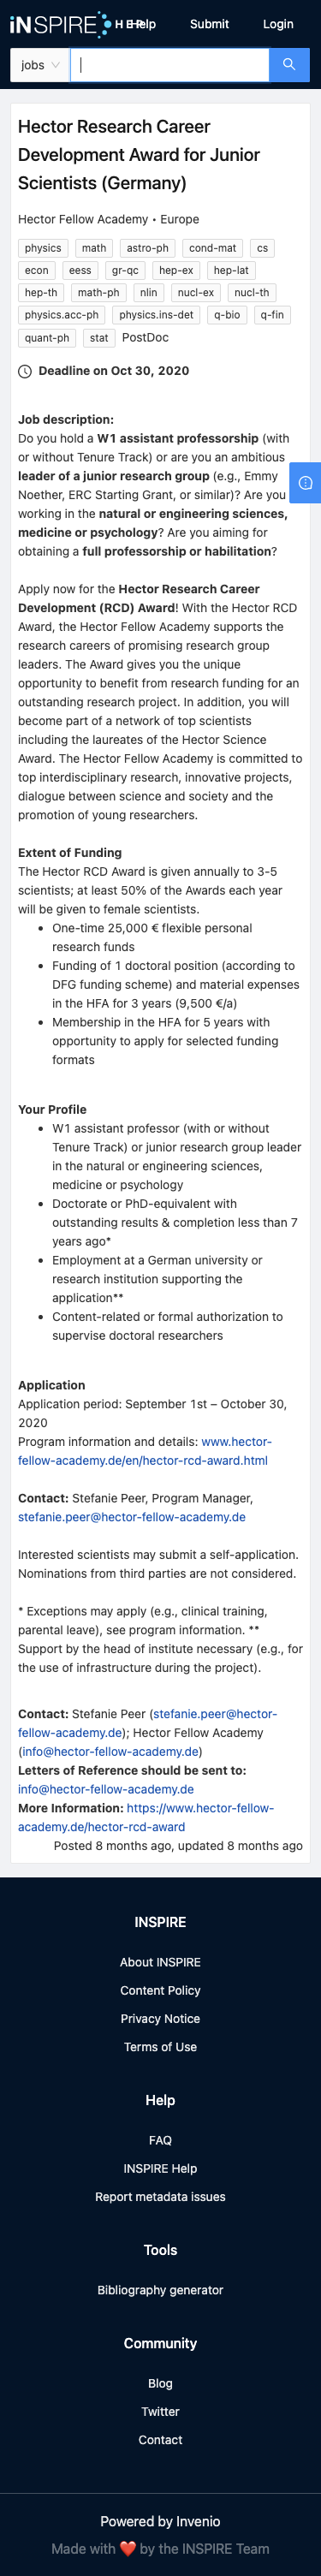 iNSPIRE HEP Help Submit Login
jobs
Hector Research Career
Development Award for Junior
Scientists (Germany)
Hector Fellow Academy • Europe
physics math astro-ph cond-mat cs
econ eess gr-qc hep-ex hep-lat
hep-th math-ph nlin nucl-ex nucl-th
physics.acc-ph physics.ins-det q-bio q-fin
quant-ph stat PostDoc
Deadline on Oct 30, 2020
Job description:
Do you hold a W1 assistant professorship (with
or without Tenure Track) or are you an ambitious
leader of a junior research group (e.g., Emmy
Noether, ERC Starting Grant, or similar)? Are you
working in the natural or engineering sciences,
medicine or psychology? Are you aiming for
obtaining a full professorship or habilitation?
Apply now for the Hector Research Career
Development (RCD) Award! With the Hector RCD
Award, the Hector Fellow Academy supports the
research careers of promising research group
leaders. The Award gives you the unique
opportunity to benefit from research funding for an
outstanding research project. In addition, you will
become part of a network of top scientists
including the laureates of the Hector Science
Award. The Hector Fellow Academy is committed to
top interdisciplinary research, innovative projects,
dialogue between science and society and the
promotion of young researchers.
Extent of Funding
The Hector RCD Award is given annually to 3-5
scientists; at least 50% of the Awards each year
will be given to female scientists.
• One-time 25,000 € flexible personal
research funds
• Funding of 1 doctoral position (according to
DFG funding scheme) and material expenses
in the HFA for 3 years (9,500 €/a)
• Membership in the HFA for 5 years with
opportunity to apply for selected funding
formats
Your Profile
• W1 assistant professor (with or without
Tenure Track) or junior research group leader
in the natural or engineering sciences,
medicine or psychology
• Doctorate or PhD-equivalent with
outstanding results & completion less than 7
years ago*
• Employment at a German university or
research institution supporting the
application**
• Content-related or formal authorization to
supervise doctoral researchers
Application
Application period: September 1st – October 30,
2020
Program information and details: www.hector-
fellow-academy.de/en/hector-rcd-award.html
Contact: Stefanie Peer, Program Manager,
stefanie.peer@hector-fellow-academy.de
Interested scientists may submit a self-application.
Nominations from third parties are not considered.
* Exceptions may apply (e.g., clinical training,
parental leave), see program information. **
Support by the head of institute necessary (e.g., for
the use of infrastructure during the project).
Contact: Stefanie Peer (stefanie.peer@hector-
fellow-academy.de); Hector Fellow Academy
(info@hector-fellow-academy.de)
Letters of Reference should be sent to:
info@hector-fellow-academy.de
More Information: https://www.hector-fellow-
academy.de/hector-rcd-award
Posted 8 months ago, updated 8 months ago
INSPIRE
About INSPIRE
Content Policy
Privacy Notice
Terms of Use
Help
FAQ
INSPIRE Help
Report metadata issues
Tools
Bibliography generator
Community
Blog
Twitter
Contact
Powered by Invenio
Made with ❤️ by the INSPIRE Team